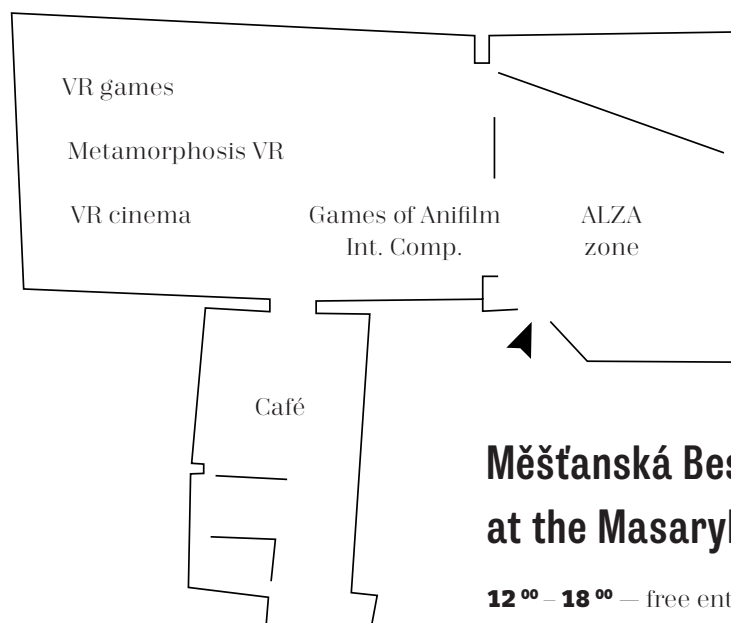 VR games
Metamorphosis VR
VR cinema
Games of Anifilm
Int. Comp.
ALZA
zone
Café
Měšťanská Bes
at the Masaryk
12 00 – 18 00 — free ent